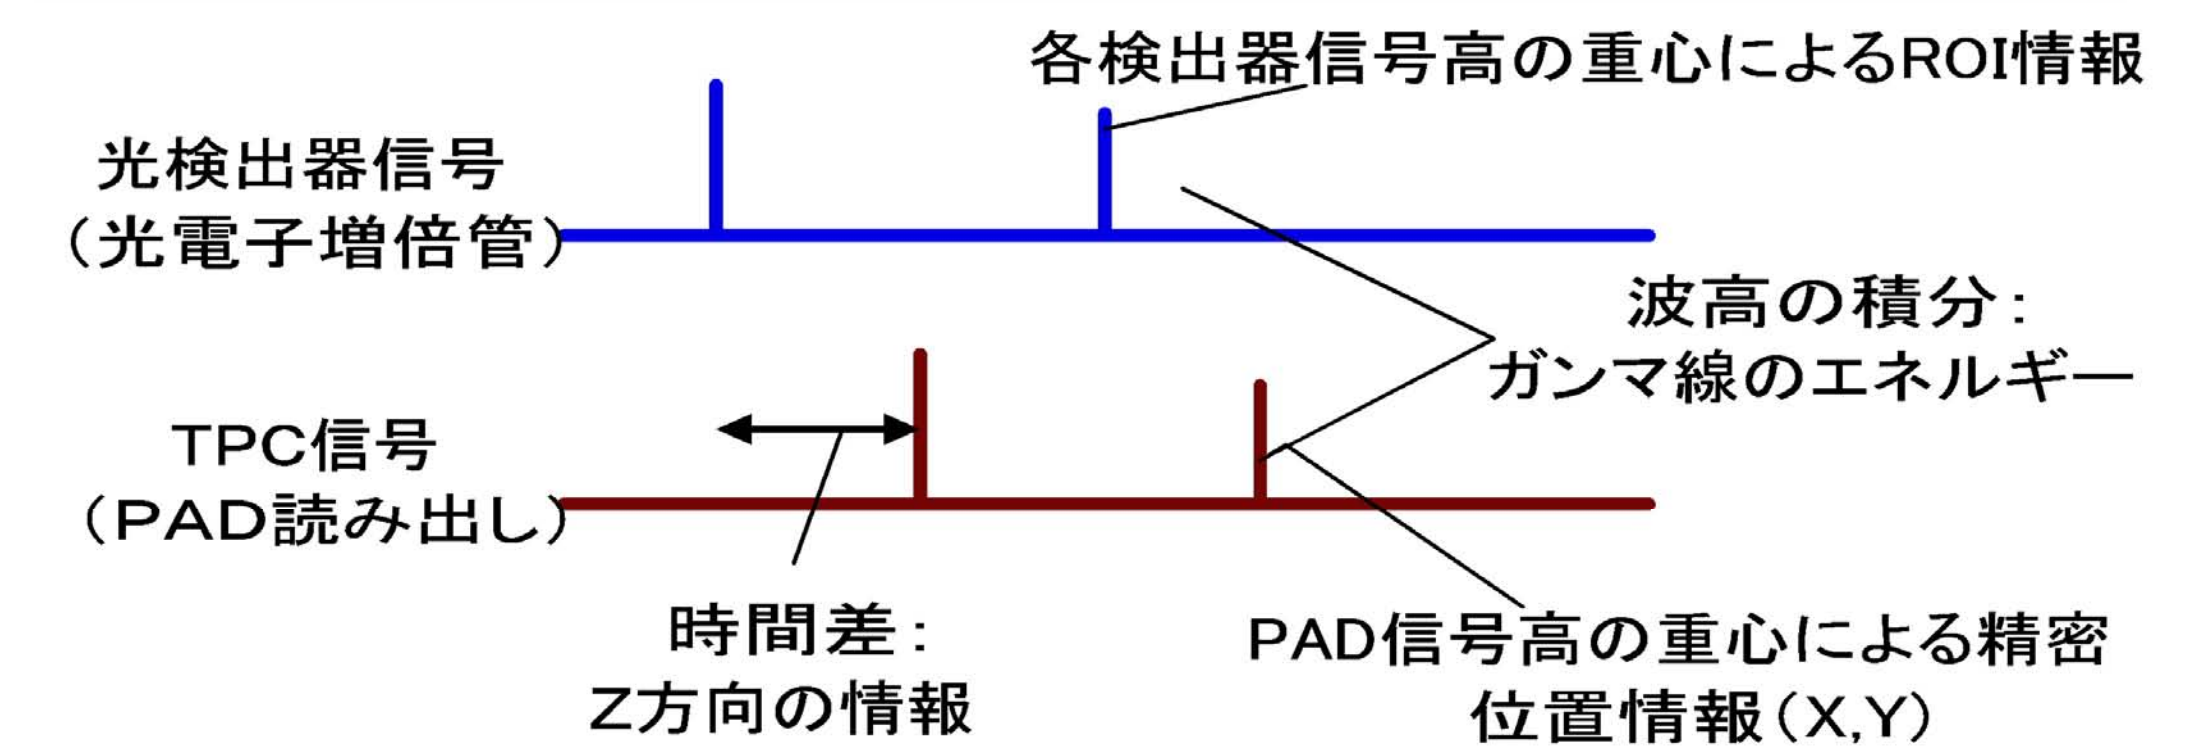 各検出器信号高の重心によるROI情報
光検出器信号
（光電子増倍管）
波高の積分：
ガンマ線のエネルギー
TPC信号
（PAD読み出し）
時間差：
Z方向の情報
PAD信号高の重心による精密
位置情報（X,Y）